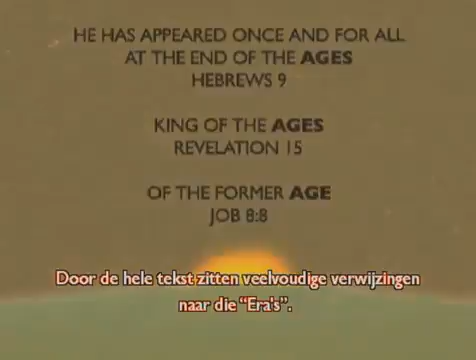 HE HAS APPEARED ONCE AND FOR ALL
AT THE END OF THE AGES
HEBREWS 9
KING OF THE AGES
REVELATION 15
OF THE FORMER AGE
JOB 8:8
Door de hele tekst zitten veelvoudige verwijzingen
naar die “Era’s”.